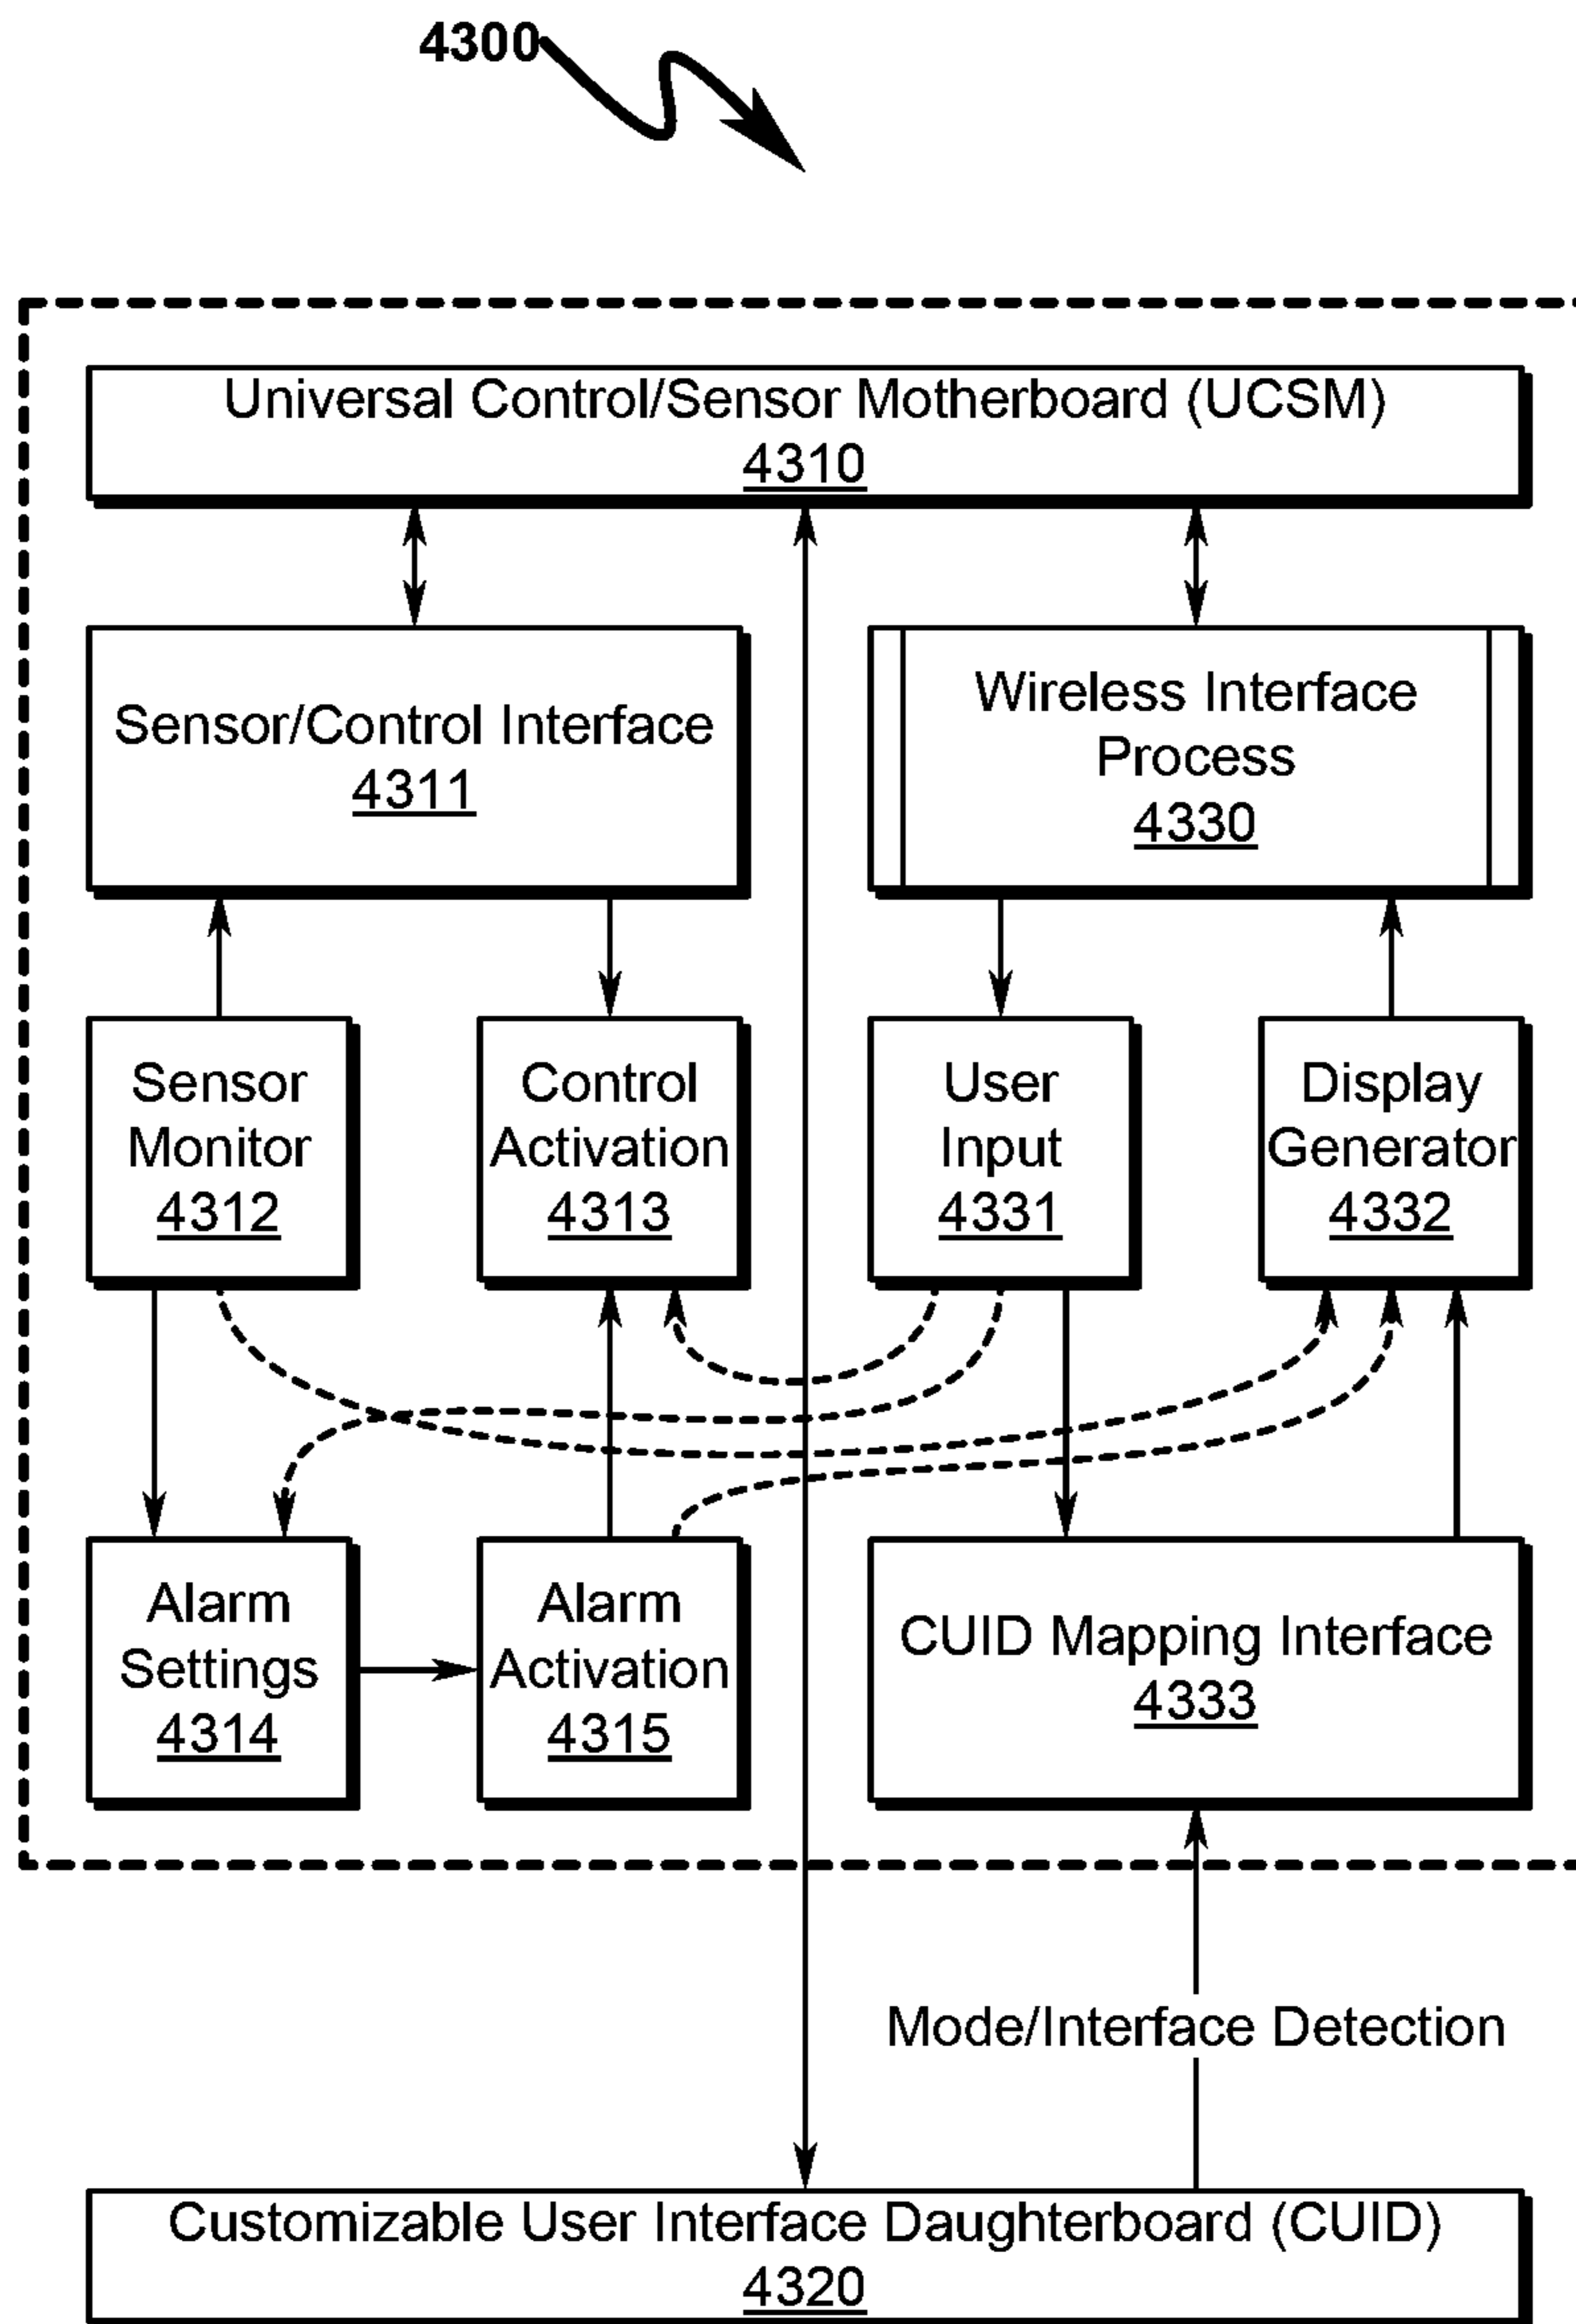 4300
Universal Control/Sensor Motherboard (UCSM)
4310
Sensor/Control Interface
4311
Wireless Interface
Process
4330
Sensor
Monitor
4312
Control
Activation
4313
User
Input
4331
Display
Generator
4332
Alarm
Settings
4314
Alarm
Activation
4315
CUID Mapping Interface
4333
Mode/Interface Detection
Customizable User Interface Daughterboard (CUID)
4320